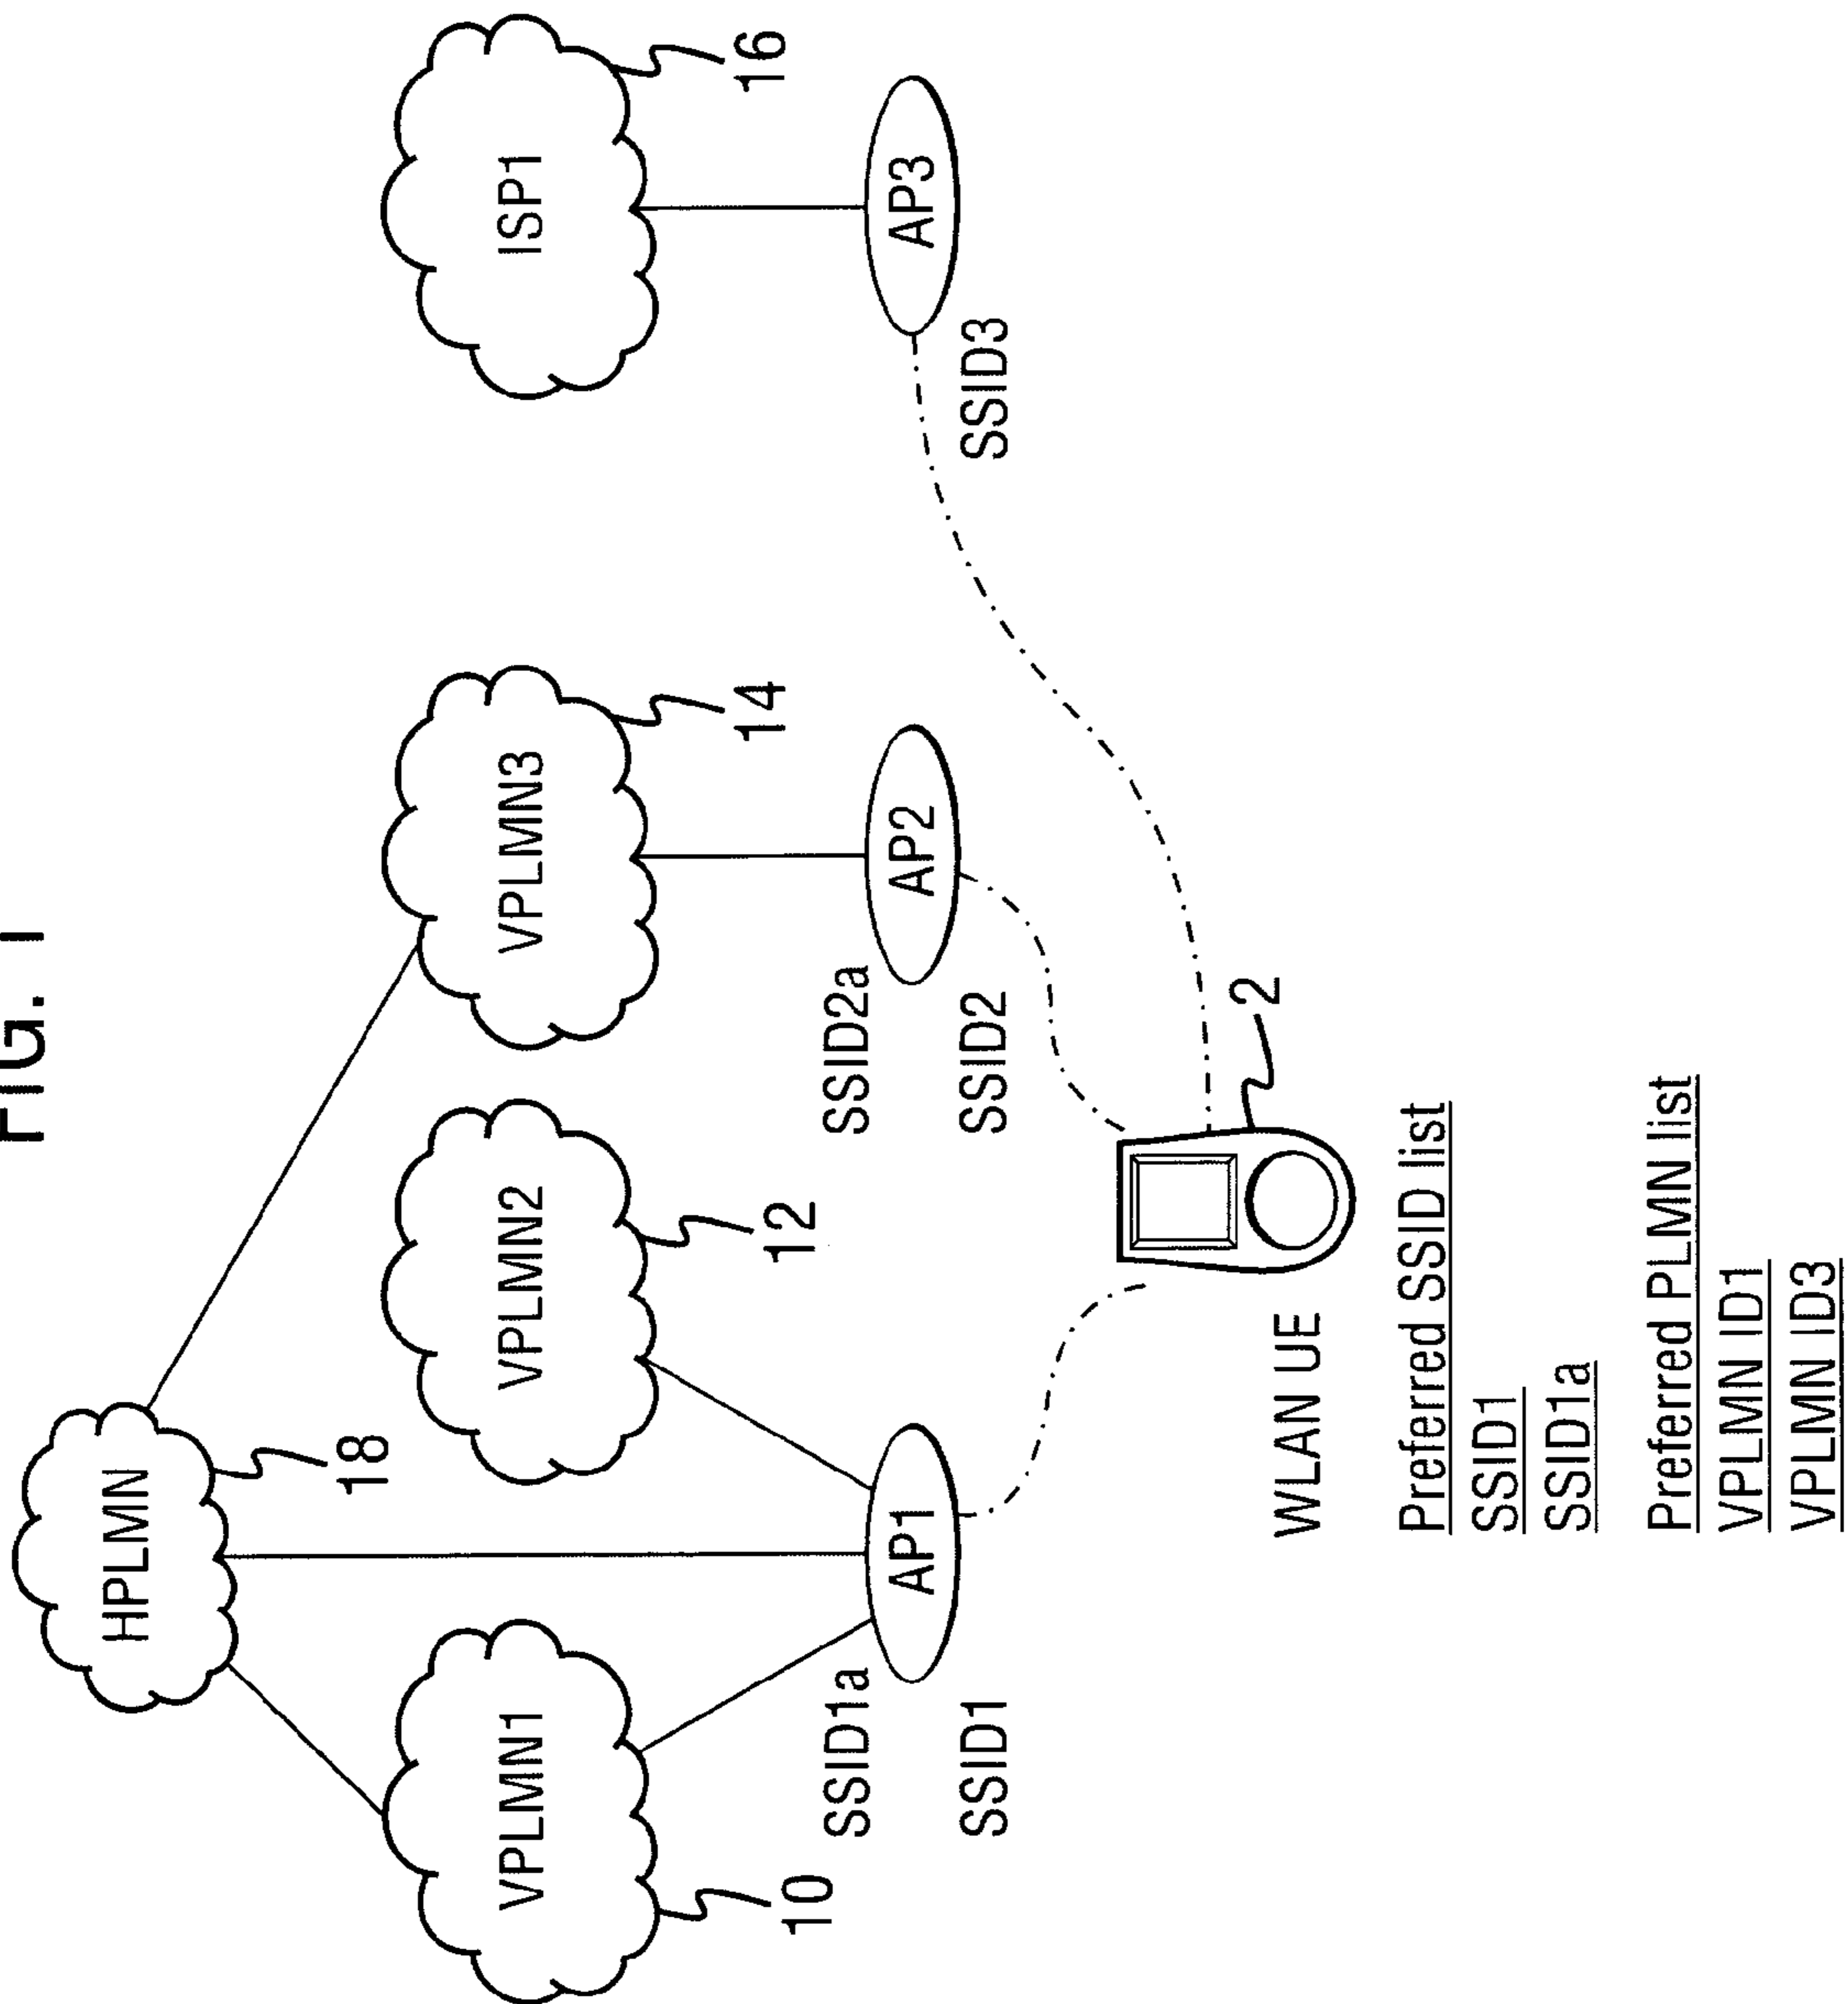 FIG. 1
HPLMN
18
VPLMN1
10
VPLMN2
12
VPLMN3
14
ISP1
16
SSID1a
AP1
SSID1
SSID2a
AP2
SSID2
AP3
SSID3
2
WLAN UE
Preferred SSID list
SSID1
SSID1a
Preferred PLMN list
VPLMN ID1
VPLMN ID3